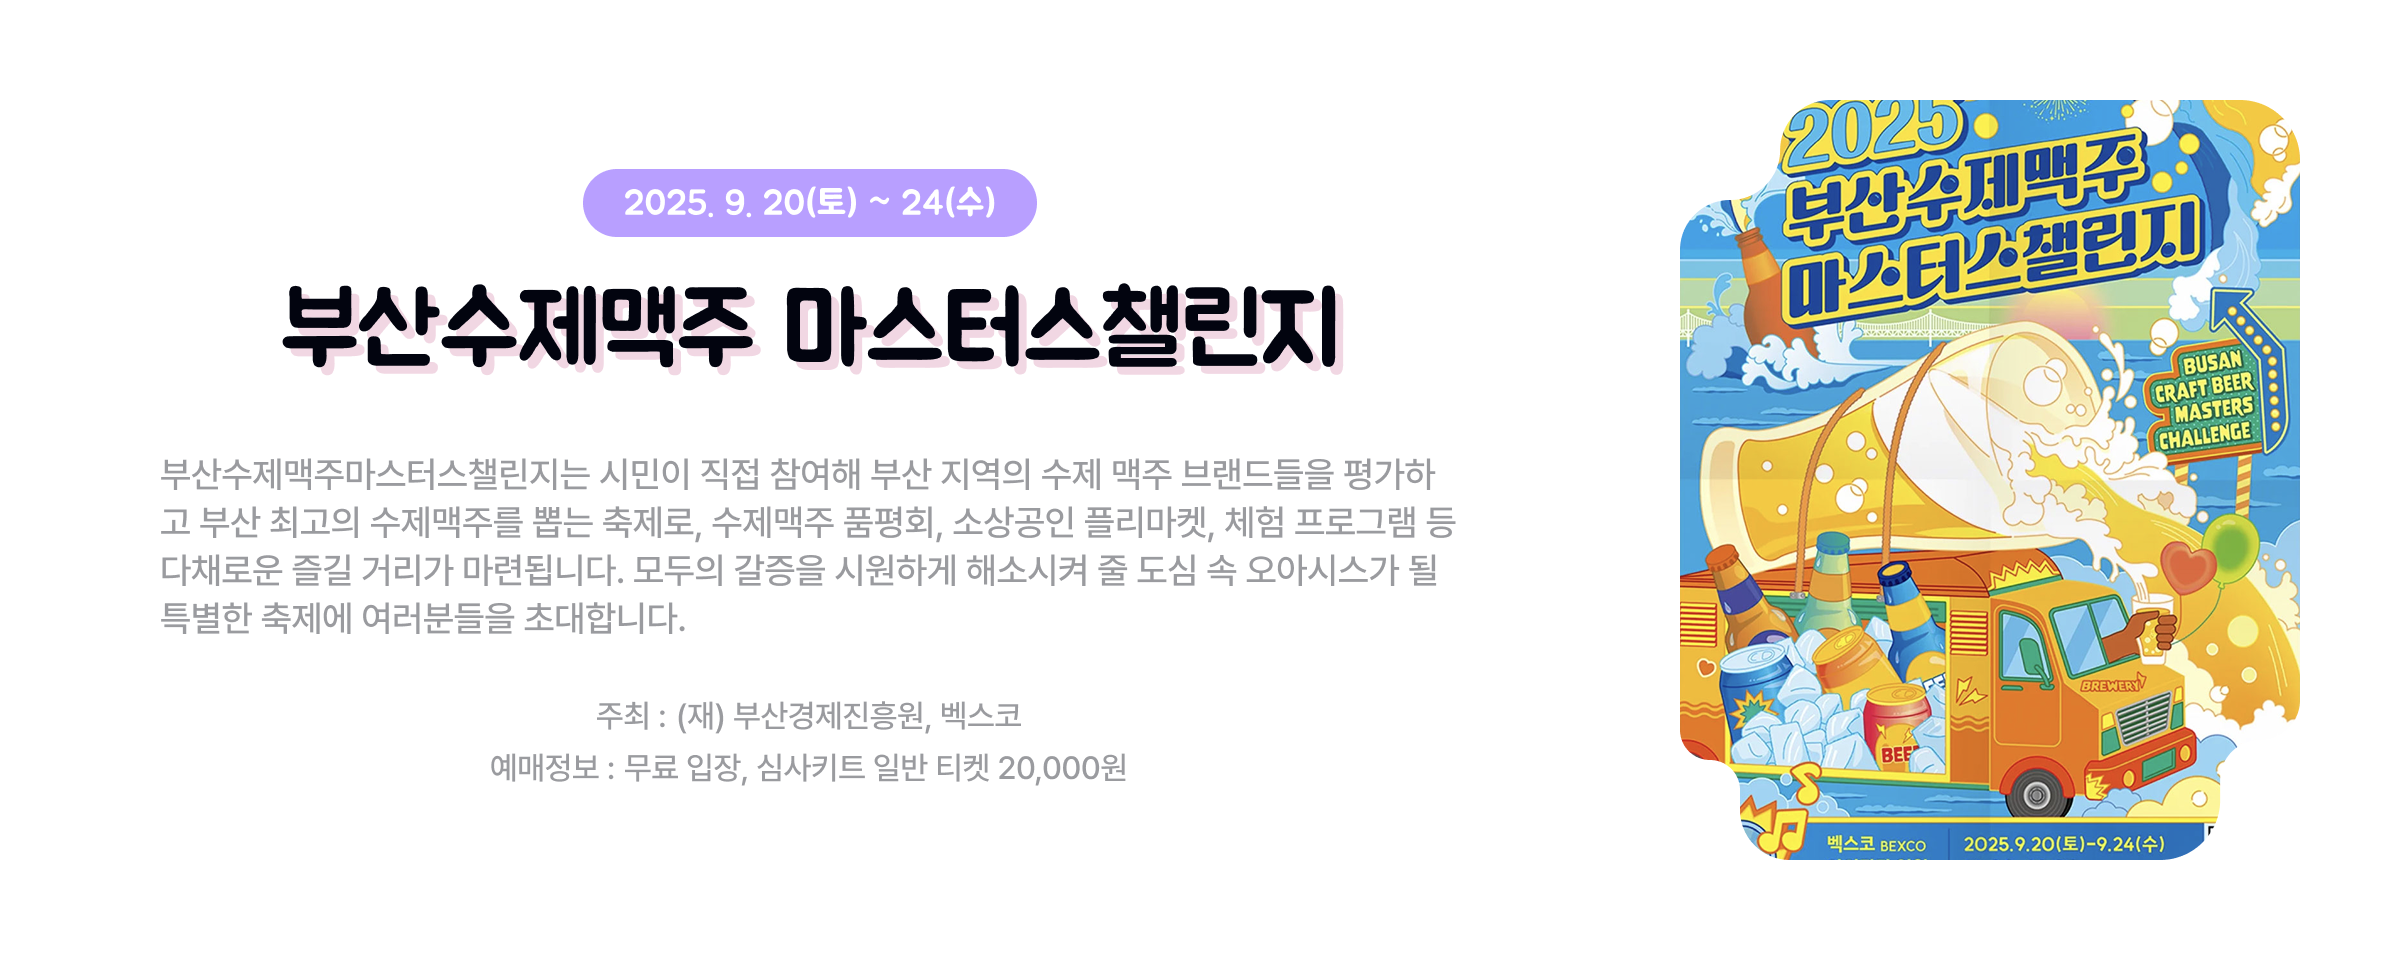 2025. 9. 20(토) ~ 24(수)
부산수제맥주 마스터스챌린지
부산수제맥주마스터스챌린지는 시민이 직접 참여해 부산 지역의 수제 맥주 브랜드들을 평가하
고 부산 최고의 수제맥주를 뽑는 축제로, 수제맥주 품평회, 소상공인 플리마켓, 체험 프로그램 등
다채로운 즐길 거리가 마련됩니다. 모두의 갈증을 시원하게 해소시켜 줄 도심 속 오아시스가 될
특별한 축제에 여러분들을 초대합니다.
주최 : (재) 부산경제진흥원, 벡스코
예매정보 : 무료 입장, 심사키트 일반 티켓 20,000원
2025
부산수제맥주
마스터스챌린지
BUSAN
CRAFT BEER
MASTERS
CHALLENGE
BREWERY
BEER
벡스코 BEXCO
2025.9.20(토)-9.24(수)